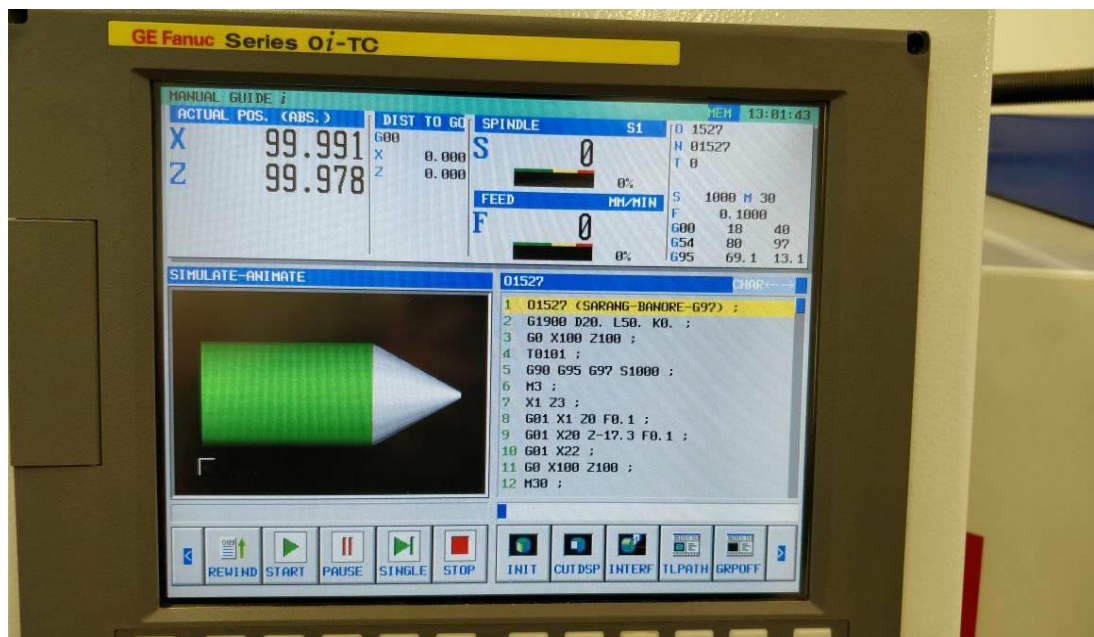 GE Fanuc Series 0i-TC
MANUAL GUIDE i
MEM 13:01:43
ACTUAL POS. (ABS.)
X 99.991
Z 99.978
DIST TO GO
G00
X 0.000
Z 0.000
SPINDLE S1
S 0
0%
FEED MM/MIN
F 0
0%
O 1527
N 01527
T 0
S 1000 M 30
F 0.1000
G00 18 40
G54 80 97
G95 69.1 13.1
SIMULATE-ANIMATE
O1527 CHAR←→
1 O1527 (SARANG-BANORE-G97) ;
2 G1900 D20. L50. K0. ;
3 G0 X100 Z100 ;
4 T0101 ;
5 G90 G95 G97 S1000 ;
6 M3 ;
7 X1 Z3 ;
8 G01 X1 Z0 F0.1 ;
9 G01 X20 Z-17.3 F0.1 ;
10 G01 X22 ;
11 G0 X100 Z100 ;
12 M30 ;
REWIND START PAUSE SINGLE STOP INIT CUTDSP INTERF TLPATH GRPOFF